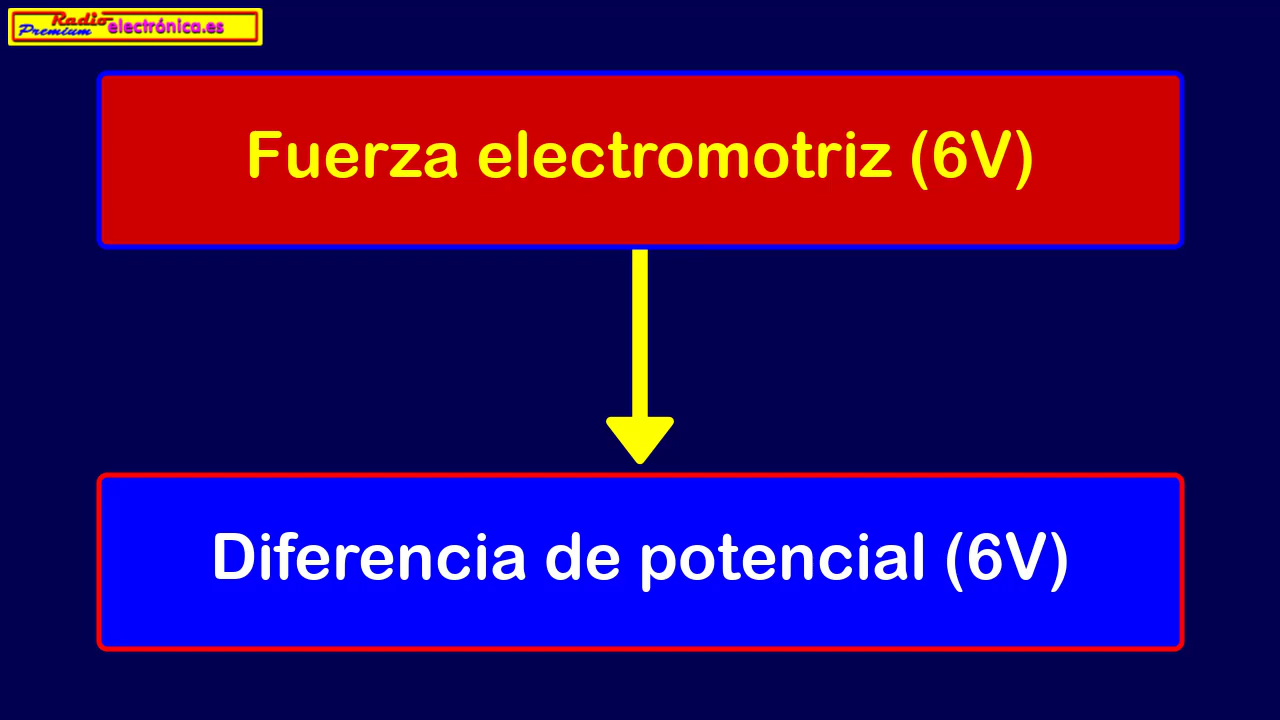 Radio
Premium electrónica.es
Fuerza electromotriz (6V)
Diferencia de potencial (6V)